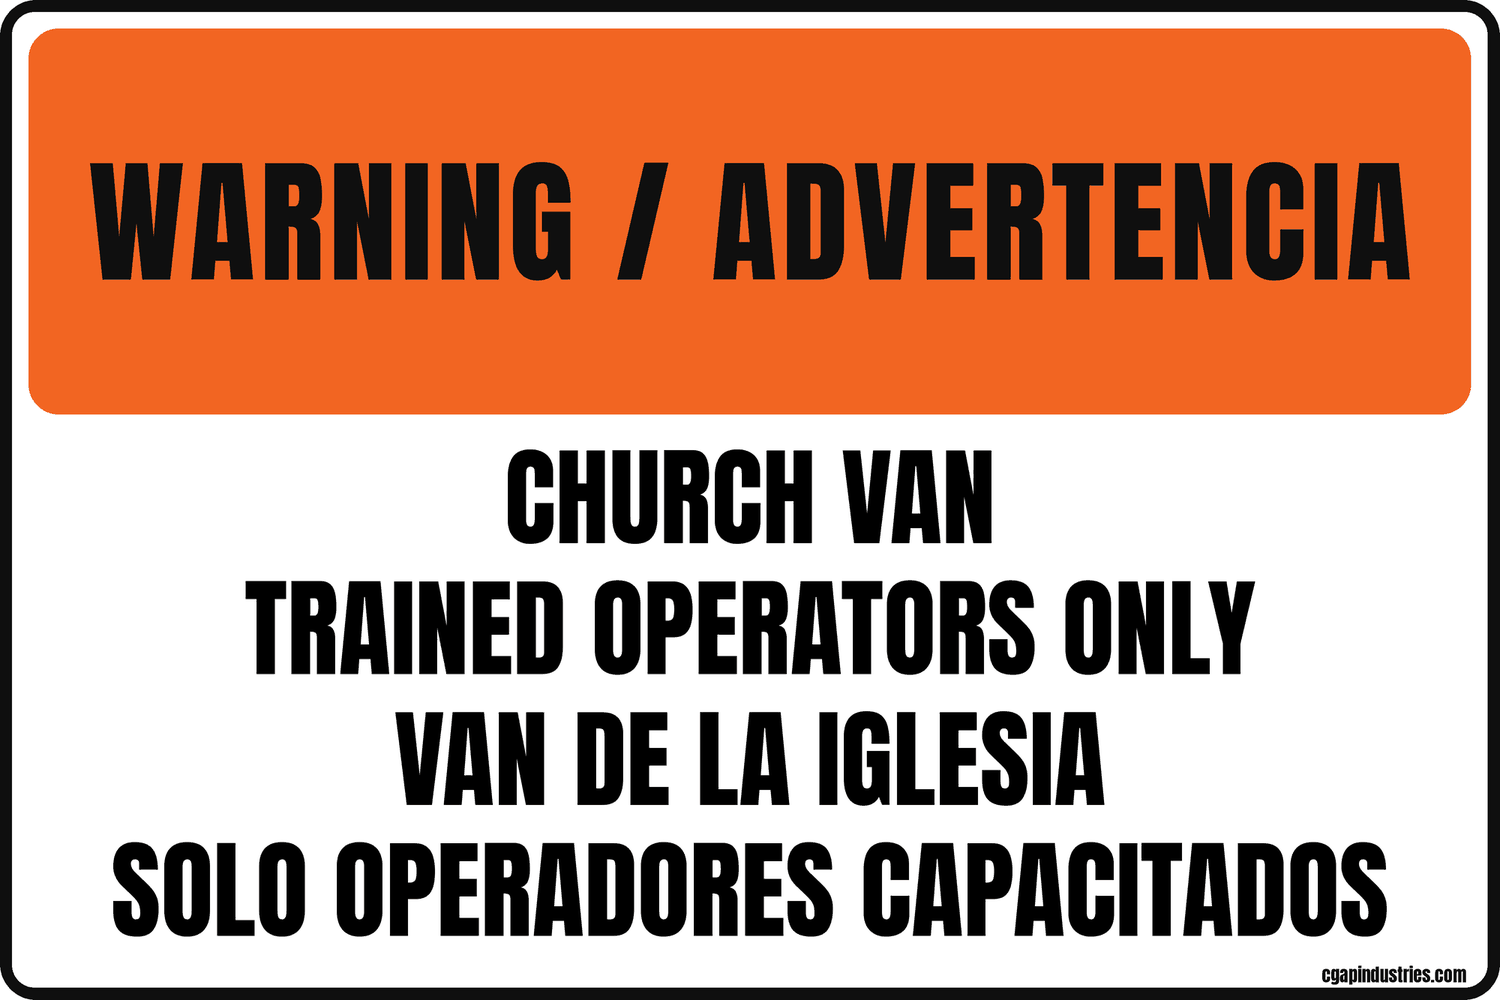 WARNING / ADVERTENCIA
CHURCH VAN
TRAINED OPERATORS ONLY
VAN DE LA IGLESIA
SOLO OPERADORES CAPACITADOS
cgapindustries.com